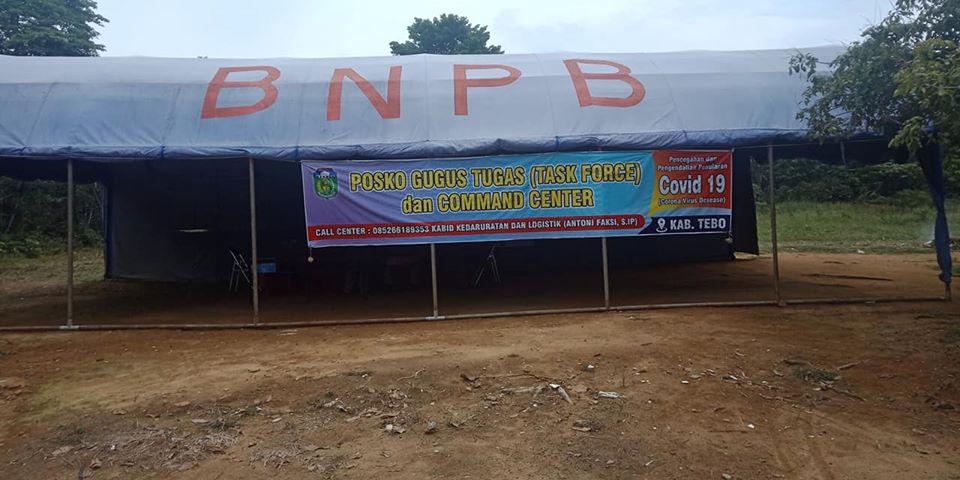 BNPB
POSKO GUGUS TUGAS (TASK FORCE)
dan COMMAND CENTER
CALL CENTER : 085266189353 KABID KEDARURATAN DAN LOGISTIK (ANTONI FAKSI, S.IP)
Pencegahan dan
Pengendalian Penularan
Covid 19
(Corona Virus Desease)
KAB. TEBO